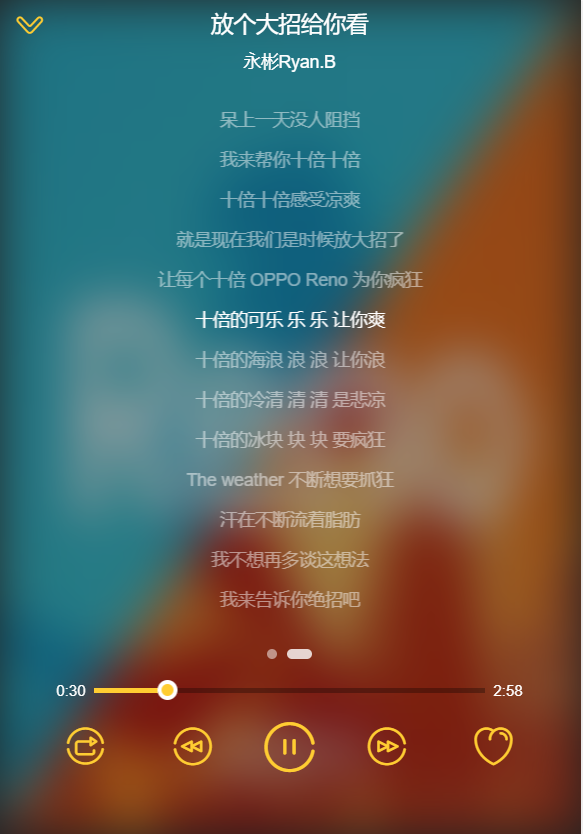 放个大招给你看
永彬Ryan.B
呆上一天没人阻挡
我来帮你十倍十倍
十倍十倍感受凉爽
就是现在我们是时候放大招了
让每个十倍 OPPO Reno 为你疯狂
十倍的可乐 乐 乐 让你爽
十倍的海浪 浪 浪 让你浪
十倍的冷清 清 清 是悲凉
十倍的冰块 块 块 要疯狂
The weather 不断想要抓狂
汗在不断流着脂肪
我不想再多谈这想法
我来告诉你绝招吧
0:30 2:58